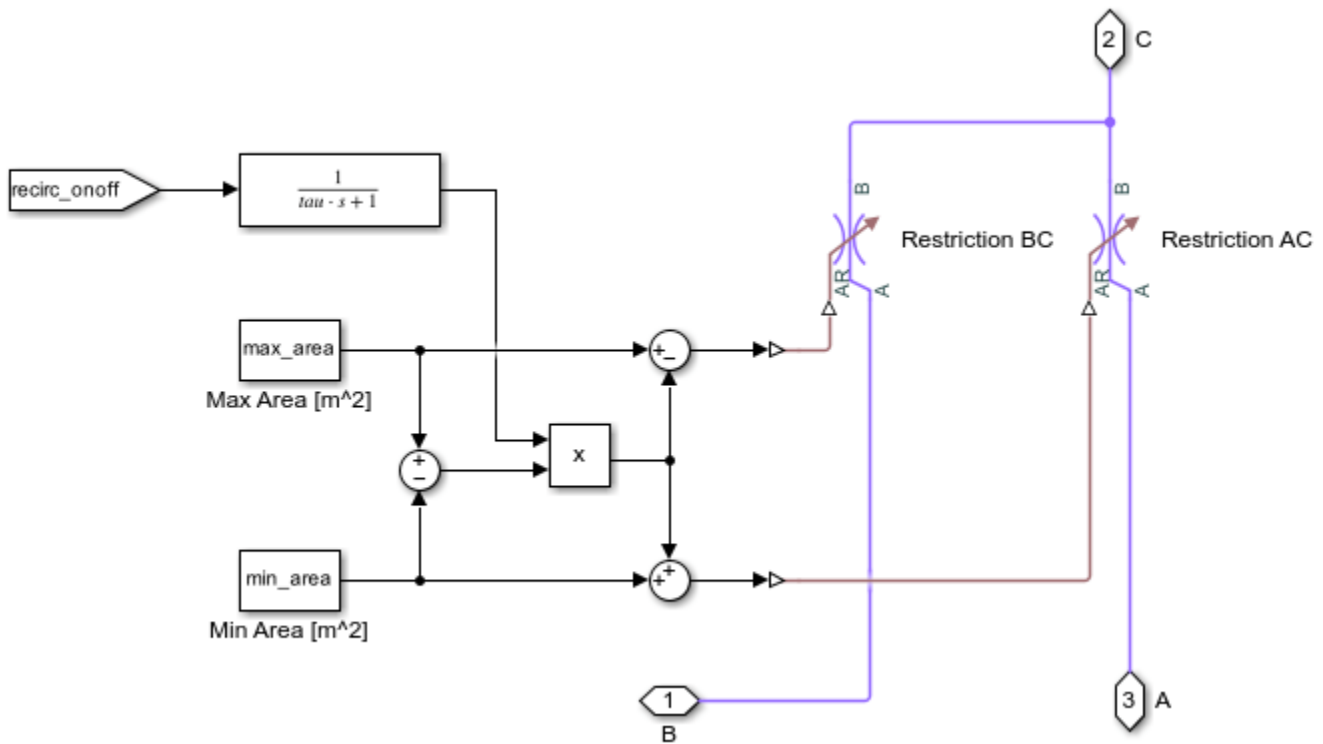 2 C
recirc_onoff
1
tau · s + 1
B
B
Restriction BC
Restriction AC
AR
A
AR
A
max_area
+ −
Max Area [m^2]
+
−
x
min_area
+ +
Min Area [m^2]
1
B
3 A